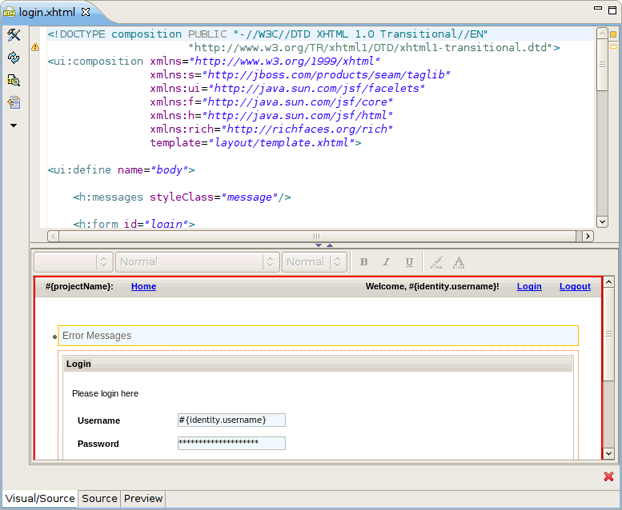 login.xhtml
<!DOCTYPE composition PUBLIC "-//W3C//DTD XHTML 1.0 Transitional//EN"
"http://www.w3.org/TR/xhtml1/DTD/xhtml1-transitional.dtd">
<ui:composition xmlns="http://www.w3.org/1999/xhtml"
xmlns:s="http://jboss.com/products/seam/taglib"
xmlns:ui="http://java.sun.com/jsf/facelets"
xmlns:f="http://java.sun.com/jsf/core"
xmlns:h="http://java.sun.com/jsf/html"
xmlns:rich="http://richfaces.org/rich"
template="layout/template.xhtml">
<ui:define name="body">
<h:messages styleClass="message"/>
<h:form id="login">
Normal Normal B I U A
#{projectName}: Home Welcome, #{identity.username}! Login Logout
Error Messages
Login
Please login here
Username #{identity.username}
Password ********************
Visual/Source Source Preview